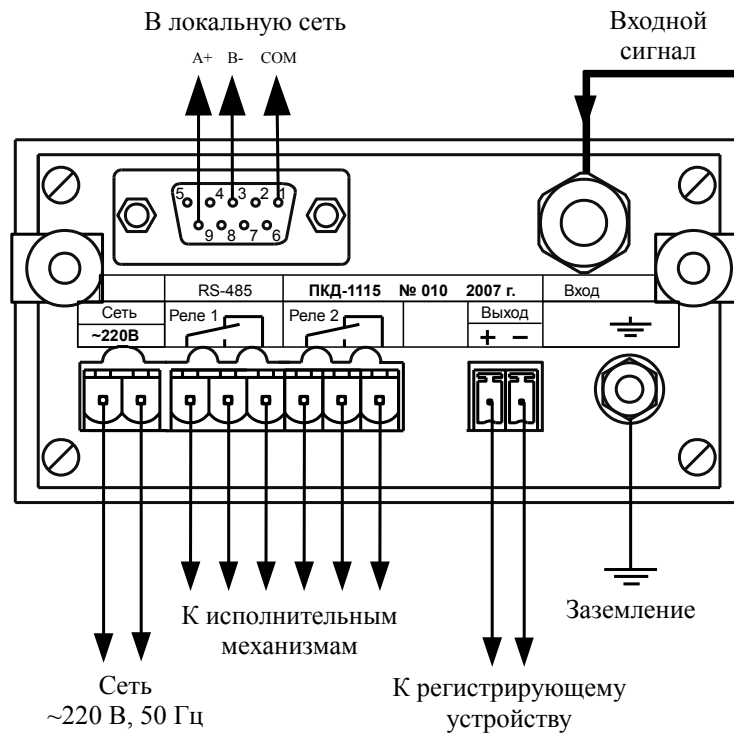 В локальную сеть
A+ B- COM
Входной
сигнал
5 4 3 2 1
9 8 7 6
RS-485 ПКД-1115 № 010 2007 г. Вход
Сеть Реле 1 Реле 2 Выход
~220В + −
К исполнительным
механизмам
Заземление
Сеть
~220 В, 50 Гц
К регистрирующему
устройству